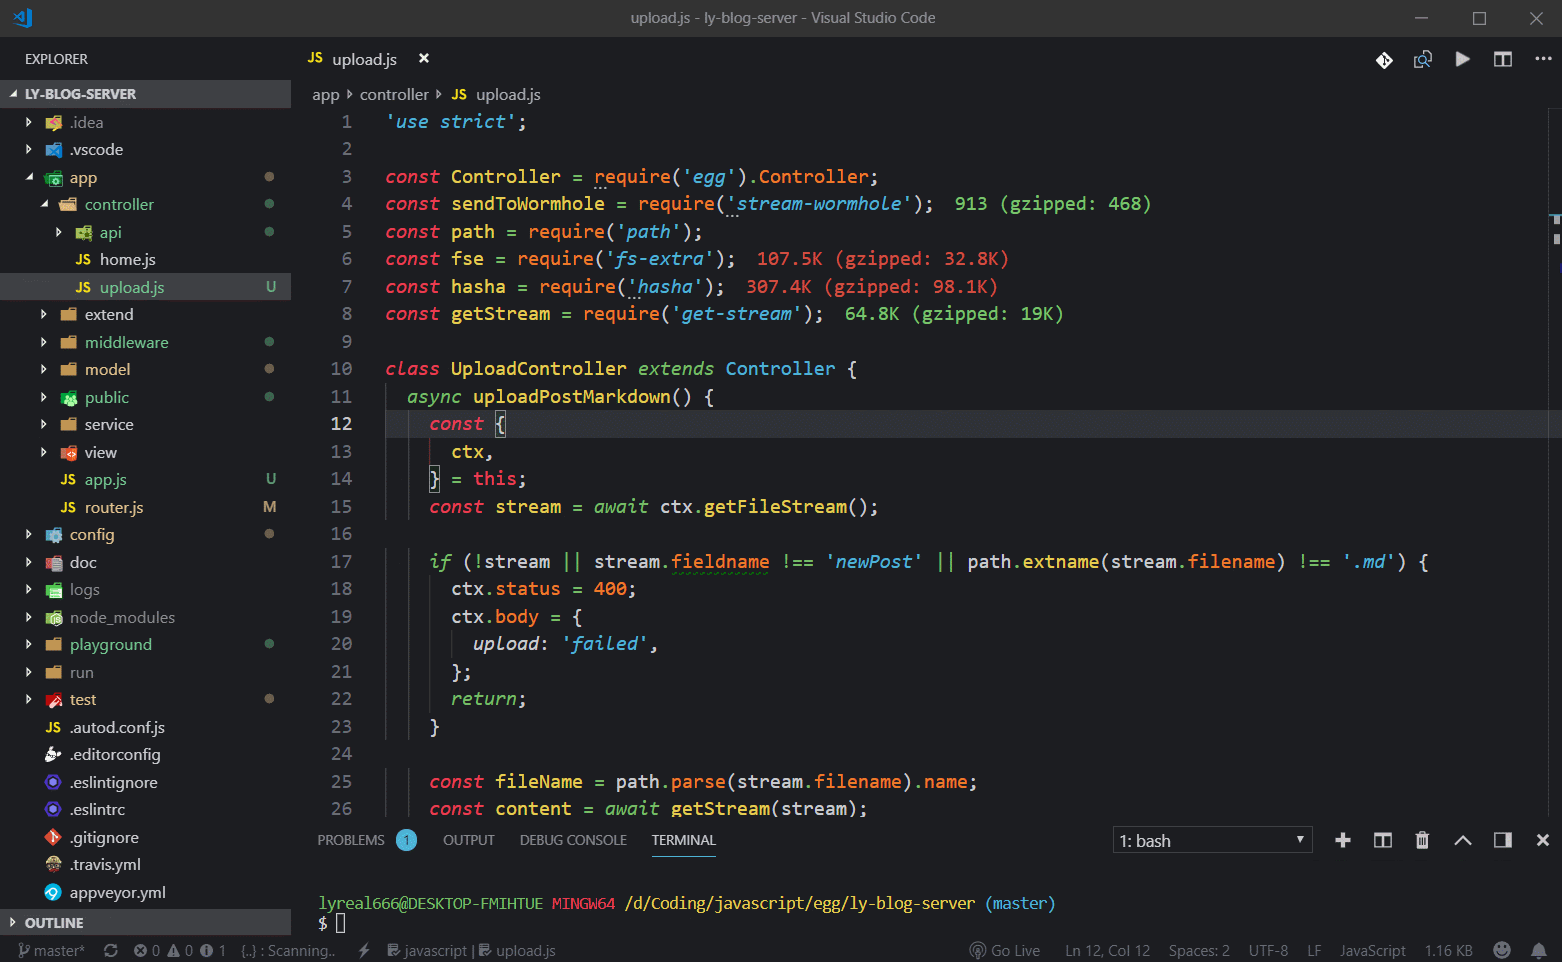 upload.js - ly-blog-server - Visual Studio Code
EXPLORER
LY-BLOG-SERVER
.idea
.vscode
app
controller
api
JS home.js
JS upload.js U
extend
middleware
model
public
service
view
JS app.js U
JS router.js M
config
doc
logs
node_modules
playground
run
test
JS .autod.conf.js
.editorconfig
.eslintignore
.eslintrc
.gitignore
.travis.yml
appveyor.yml
OUTLINE
JS upload.js ×
app › controller › JS upload.js
1 'use strict';
2
3 const Controller = require('egg').Controller;
4 const sendToWormhole = require('stream-wormhole'); 913 (gzipped: 468)
5 const path = require('path');
6 const fse = require('fs-extra'); 107.5K (gzipped: 32.8K)
7 const hasha = require('hasha'); 307.4K (gzipped: 98.1K)
8 const getStream = require('get-stream'); 64.8K (gzipped: 19K)
9
10 class UploadController extends Controller {
11 async uploadPostMarkdown() {
12 const {
13 ctx,
14 } = this;
15 const stream = await ctx.getFileStream();
16
17 if (!stream || stream.fieldname !== 'newPost' || path.extname(stream.filename) !== '.md') {
18 ctx.status = 400;
19 ctx.body = {
20 upload: 'failed',
21 };
22 return;
23 }
24
25 const fileName = path.parse(stream.filename).name;
26 const content = await getStream(stream);
PROBLEMS 1 OUTPUT DEBUG CONSOLE TERMINAL 1: bash
lyreal666@DESKTOP-FMIHTUE MINGW64 /d/Coding/javascript/egg/ly-blog-server (master)
$
master* 0 0 1 {..} : Scanning.. javascript | upload.js Go Live Ln 12, Col 12 Spaces: 2 UTF-8 LF JavaScript 1.16 KB